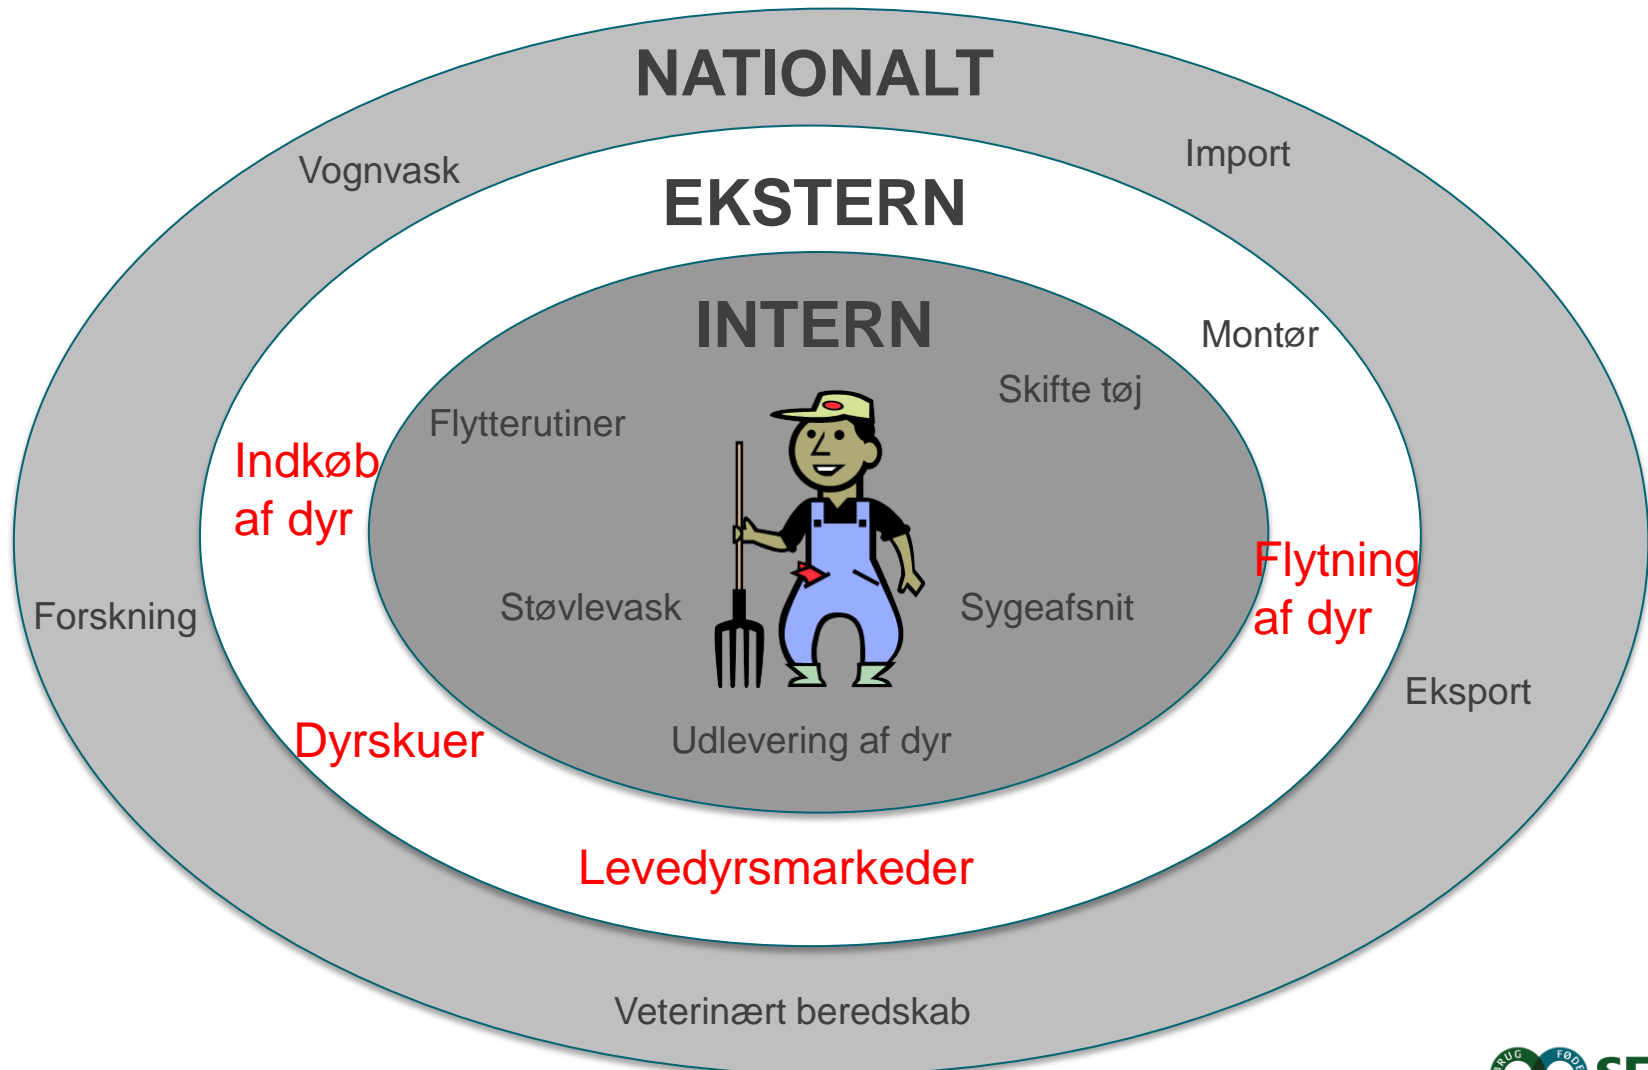 NATIONALT
Import
Vognvask
EKSTERN
INTERN
Montør
Skifte tøj
Flytterutiner
Indkøb
af dyr
Flytning
af dyr
Støvlevask
Sygeafsnit
Forskning
Eksport
Dyrskuer
Udlevering af dyr
Levedyrsmarkeder
Veterinært beredskab